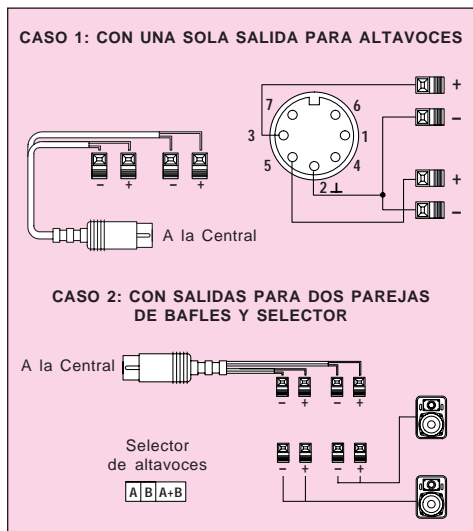 CASO 1: CON UNA SOLA SALIDA PARA ALTAVOCES
+
7 6
–
3 1
– + – +
5 4
+
2 ⊥
–
A la Central
CASO 2: CON SALIDAS PARA DOS PAREJAS
DE BAFLES Y SELECTOR
A la Central
– + – +
– + – +
Selector
de altavoces
A B A+B